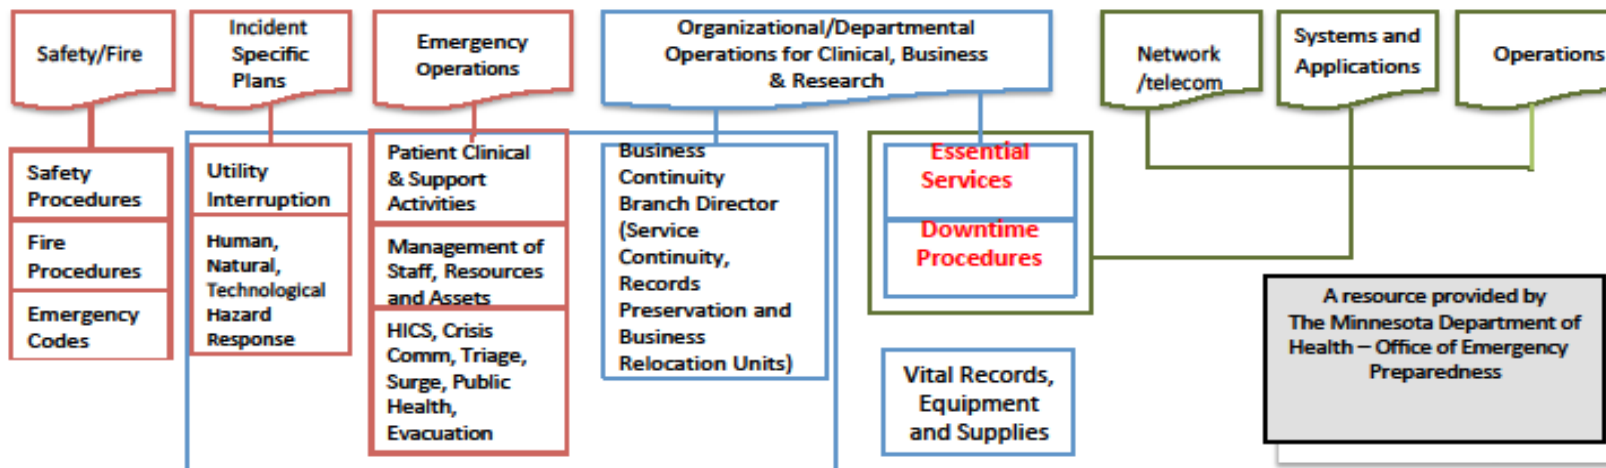 Safety/Fire
Incident
Specific
Plans
Emergency
Operations
Organizational/Departmental
Operations for Clinical, Business
& Research
Network
/telecom
Systems and
Applications
Operations
Safety
Procedures
Fire
Procedures
Emergency
Codes
Utility
Interruption
Human,
Natural,
Technological
Hazard
Response
Patient Clinical
& Support
Activities
Management of
Staff, Resources
and Assets
HICS, Crisis
Comm, Triage,
Surge, Public
Health,
Evacuation
Business
Continuity
Branch Director
(Service
Continuity,
Records
Preservation and
Business
Relocation Units)
Essential
Services
Downtime
Procedures
Vital Records,
Equipment
and Supplies
A resource provided by
The Minnesota Department of
Health – Office of Emergency
Preparedness